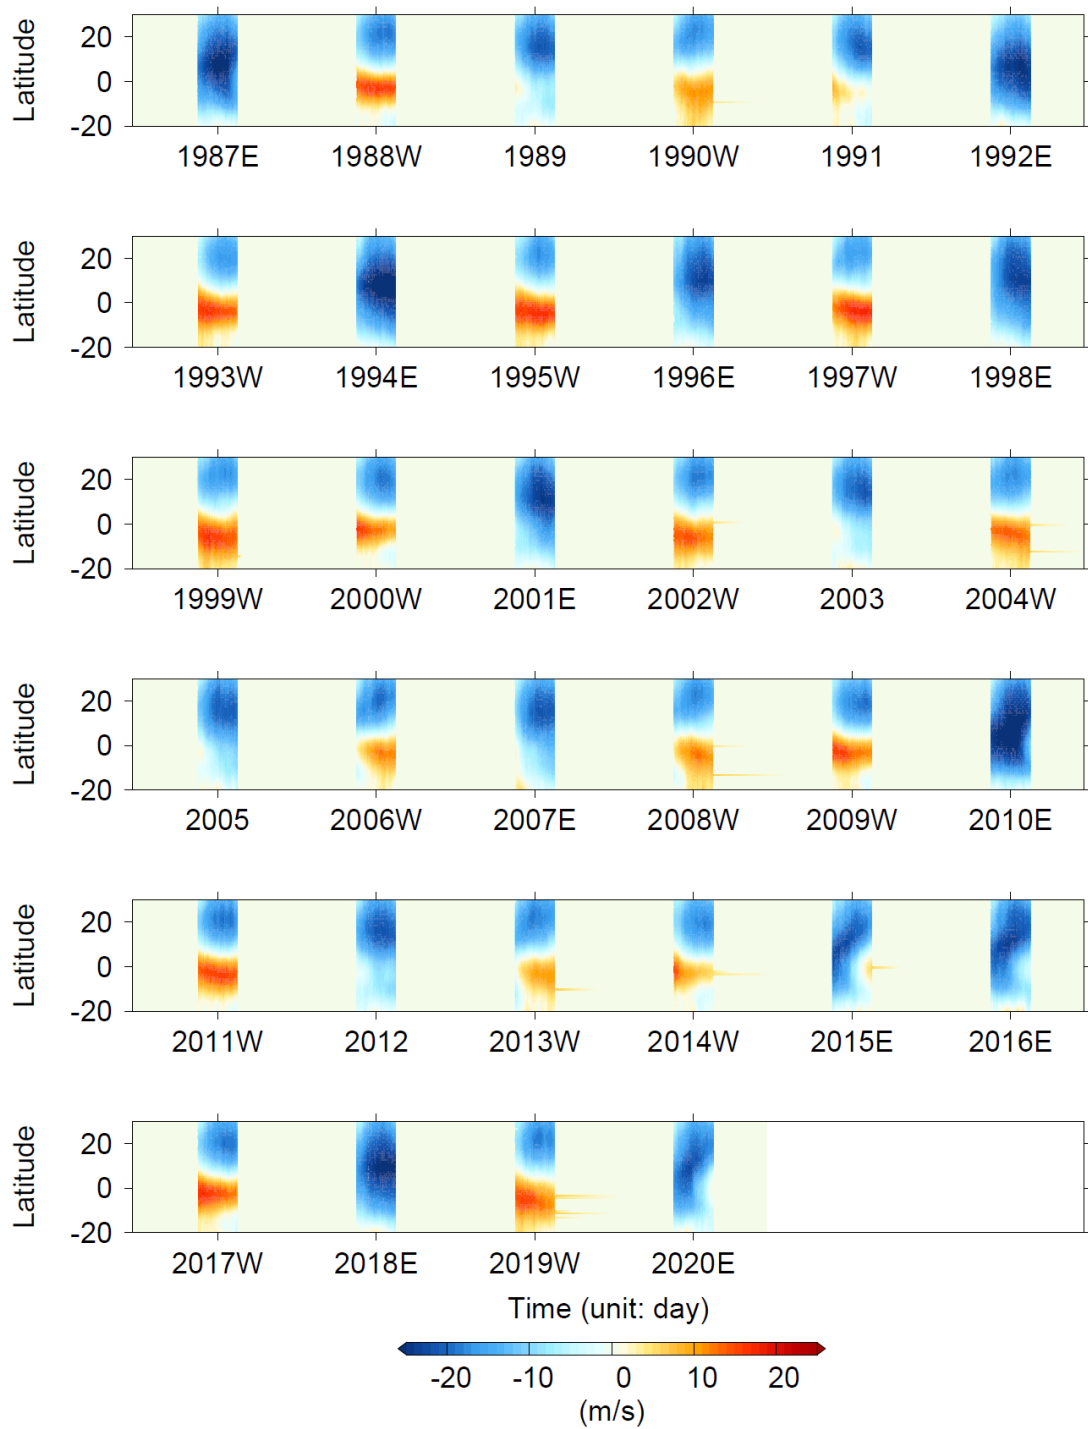 Latitude
20
0
-20
1987E 1988W 1989 1990W 1991 1992E
Latitude
20
0
-20
1993W 1994E 1995W 1996E 1997W 1998E
Latitude
20
0
-20
1999W 2000W 2001E 2002W 2003 2004W
Latitude
20
0
-20
2005 2006W 2007E 2008W 2009W 2010E
Latitude
20
0
-20
2011W 2012 2013W 2014W 2015E 2016E
Latitude
20
0
-20
2017W 2018E 2019W 2020E
Time (unit: day)
-20 -10 0 10 20
(m/s)